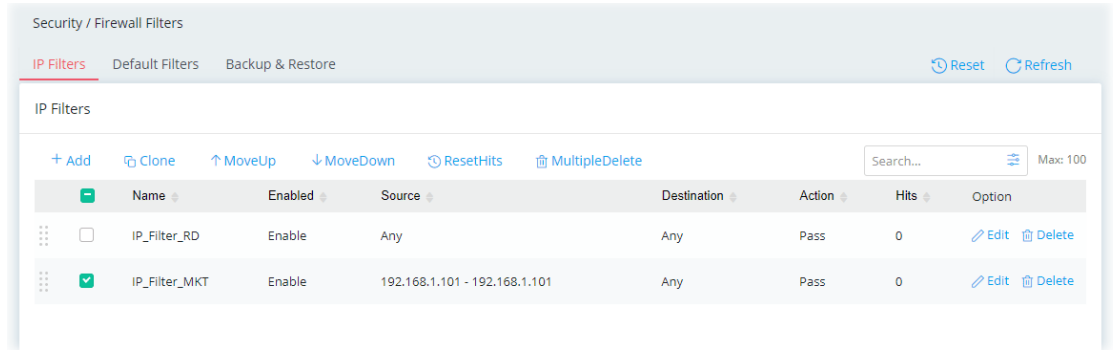 Security / Firewall Filters
IP Filters Default Filters Backup & Restore Reset Refresh
IP Filters
+ Add Clone MoveUp MoveDown ResetHits MultipleDelete Search... Max: 100
Name Enabled Source Destination Action Hits Option
IP_Filter_RD Enable Any Any Pass 0 Edit Delete
IP_Filter_MKT Enable 192.168.1.101 - 192.168.1.101 Any Pass 0 Edit Delete